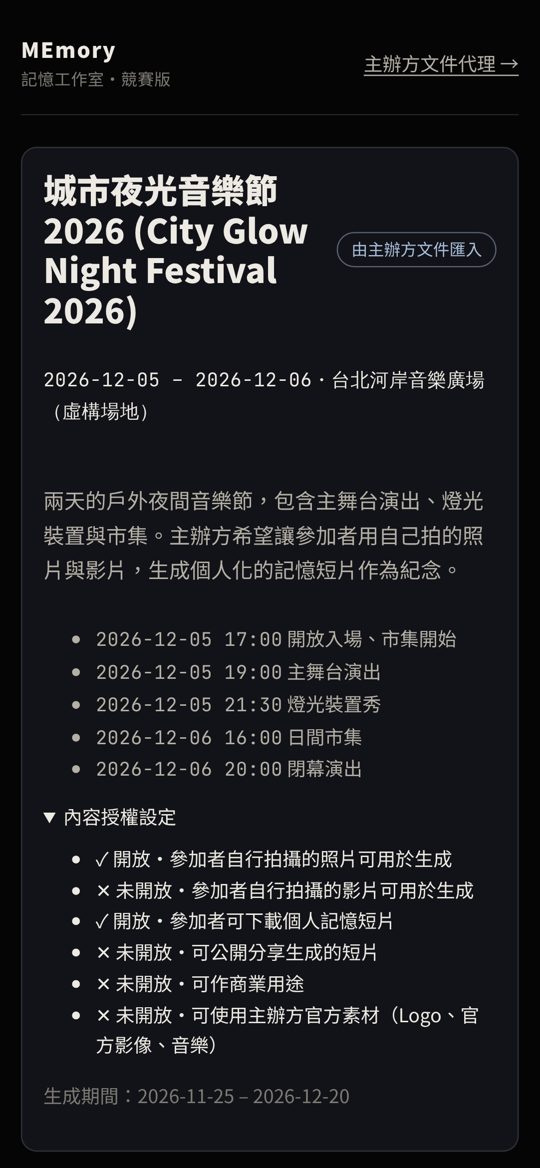 MEmory
記憶工作室・競賽版
主辦方文件代理 →
城市夜光音樂節
2026 (City Glow
Night Festival
2026)
由主辦方文件匯入
2026-12-05 – 2026-12-06・台北河岸音樂廣場
（虛構場地）
兩天的戶外夜間音樂節，包含主舞台演出、燈光
裝置與市集。主辦方希望讓參加者用自己拍的照
片與影片，生成個人化的記憶短片作為紀念。
• 2026-12-05 17:00 開放入場、市集開始
• 2026-12-05 19:00 主舞台演出
• 2026-12-05 21:30 燈光裝置秀
• 2026-12-06 16:00 日間市集
• 2026-12-06 20:00 閉幕演出
▼ 內容授權設定
• ✓ 開放・參加者自行拍攝的照片可用於生成
• ✕ 未開放・參加者自行拍攝的影片可用於生成
• ✓ 開放・參加者可下載個人記憶短片
• ✕ 未開放・可公開分享生成的短片
• ✕ 未開放・可作商業用途
• ✕ 未開放・可使用主辦方官方素材（Logo、官
方影像、音樂）
生成期間：2026-11-25 – 2026-12-20